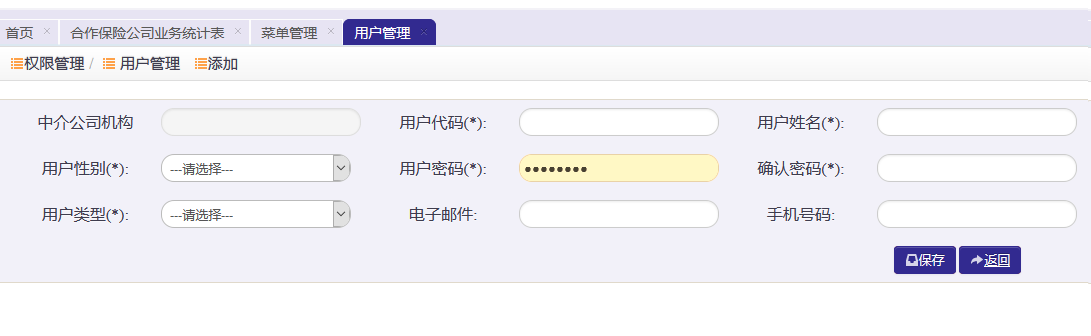 首页 × 合作保险公司业务统计表 × 菜单管理 × 用户管理 ×
权限管理 / 用户管理 添加
中介公司机构 用户代码(*): 用户姓名(*):
用户性别(*): ---请选择--- 用户密码(*): ●●●●●●●● 确认密码(*):
用户类型(*): ---请选择--- 电子邮件: 手机号码:
保存 返回